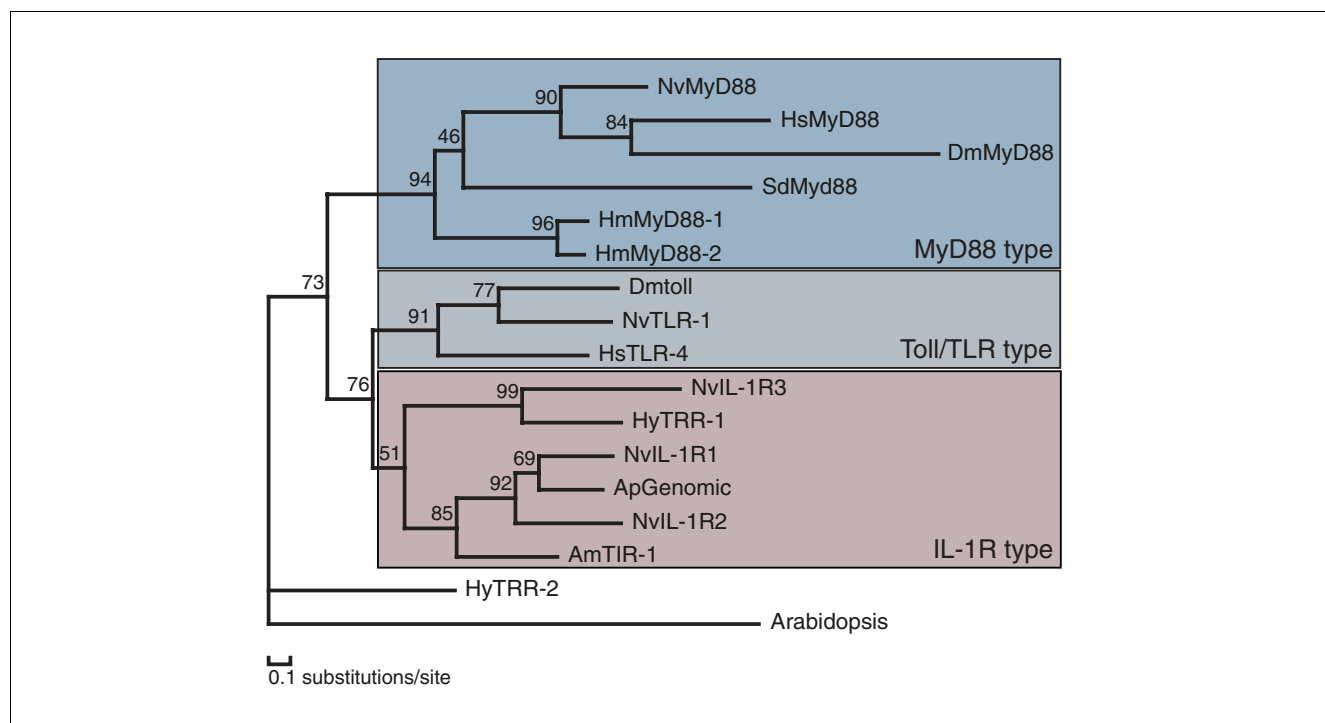 90
NvMyD88
84
HsMyD88
46
DmMyD88
94
SdMyd88
96
HmMyD88-1
HmMyD88-2
MyD88 type
73
77
Dmtoll
91
NvTLR-1
HsTLR-4
Toll/TLR type
76
99
NvIL-1R3
HyTRR-1
51
69
NvIL-1R1
92
ApGenomic
85
NvIL-1R2
AmTIR-1
IL-1R type
HyTRR-2
Arabidopsis
0.1 substitutions/site